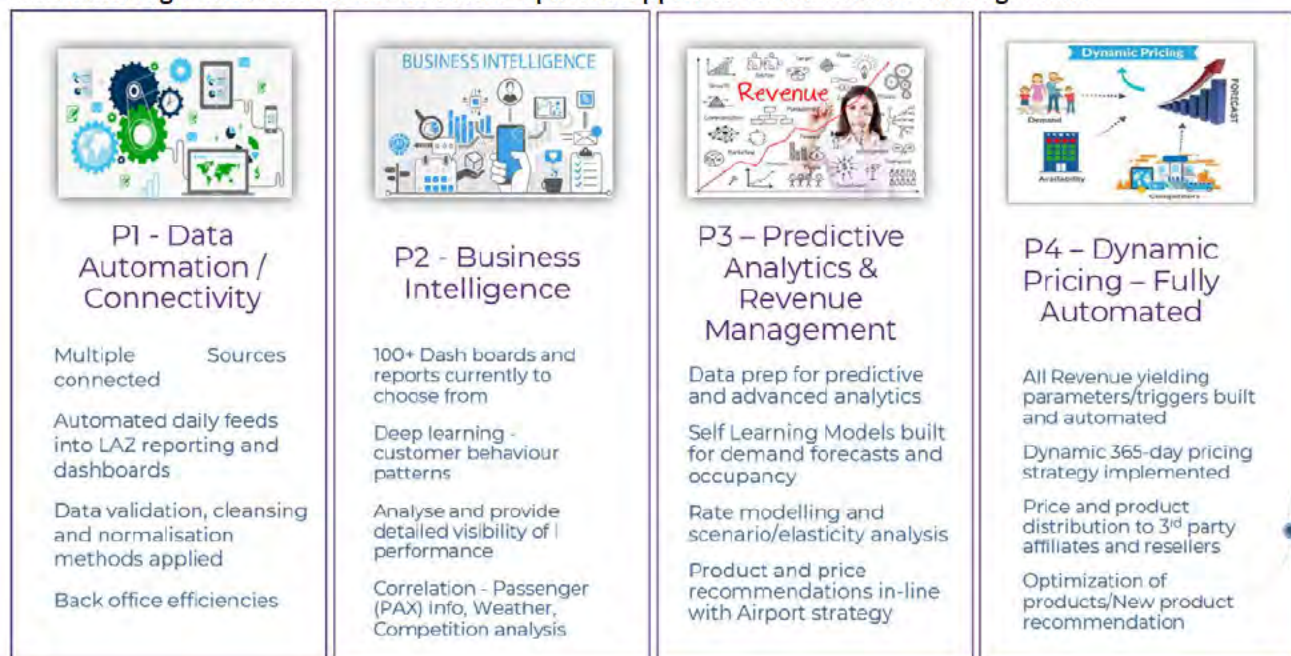 BUSINESS INTELLIGENCE
Revenue
Dynamic Pricing
FORECAST
Demand
Availability
P1 - Data
Automation /
Connectivity
Multiple Sources
connected
Automated daily feeds
into LAZ reporting and
dashboards
Data validation, cleansing
and normalisation
methods applied
Back office efficiencies
P2 - Business
Intelligence
100+ Dash boards and
reports currently to
choose from
Deep learning -
customer behaviour
patterns
Analyse and provide
detailed visibility of l
performance
Correlation - Passenger
(PAX) info, Weather,
Competition analysis
P3 – Predictive
Analytics &
Revenue
Management
Data prep for predictive
and advanced analytics
Self Learning Models built
for demand forecasts and
occupancy
Rate modelling and
scenario/elasticity analysis
Product and price
recommendations in-line
with Airport strategy
P4 – Dynamic
Pricing – Fully
Automated
All Revenue yielding
parameters/triggers built
and automated
Dynamic 365-day pricing
strategy implemented
Price and product
distribution to 3rd party
affiliates and resellers
Optimization of
products/New product
recommendation